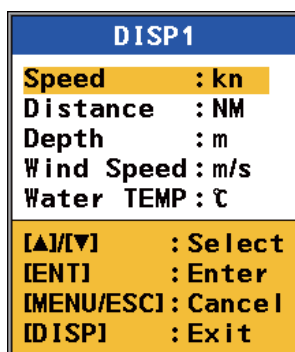 DISP1
Speed : kn
Distance : NM
Depth : m
Wind Speed : m/s
Water TEMP : ℃
[▲]/[▼] : Select
[ENT] : Enter
[MENU/ESC] : Cancel
[DISP] : Exit